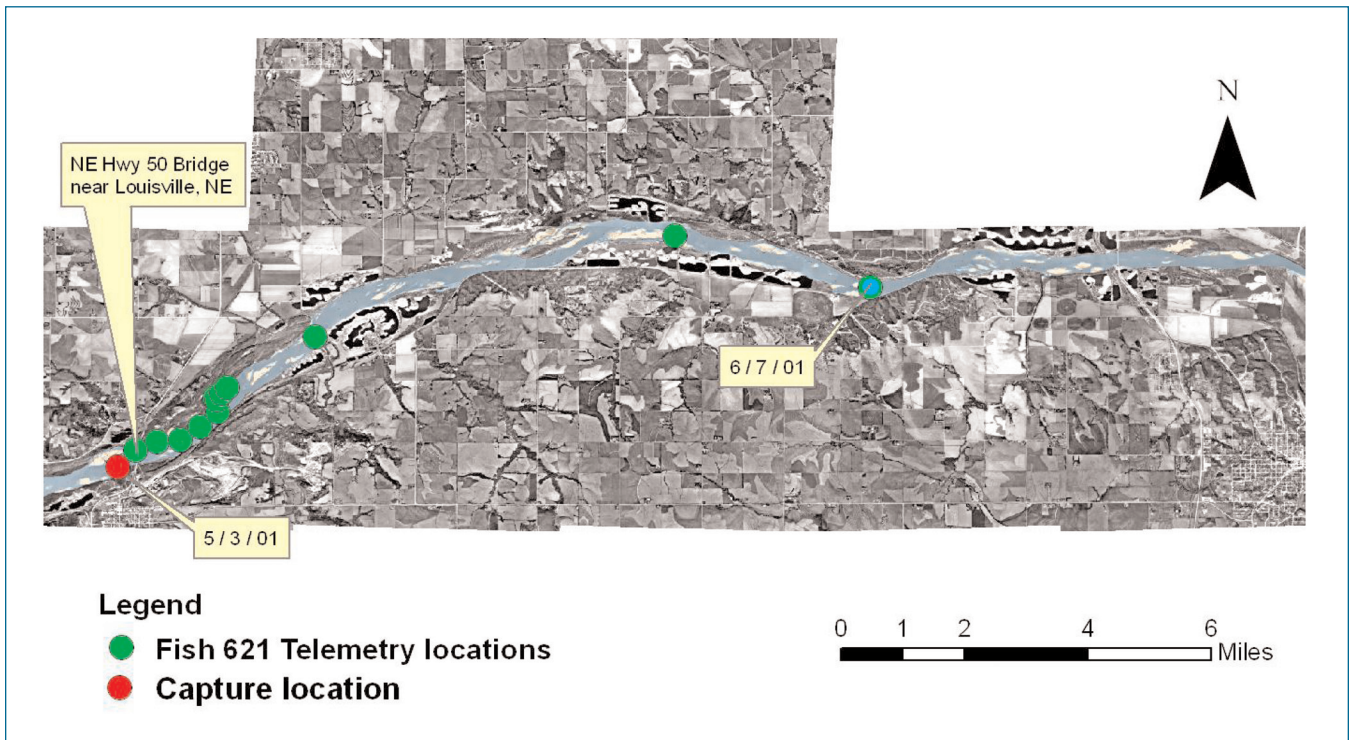 N
NE Hwy 50 Bridge
near Louisville, NE
6 / 7 / 01
5 / 3 / 01
Legend
Fish 621 Telemetry locations
Capture location
0 1 2 4 6
Miles